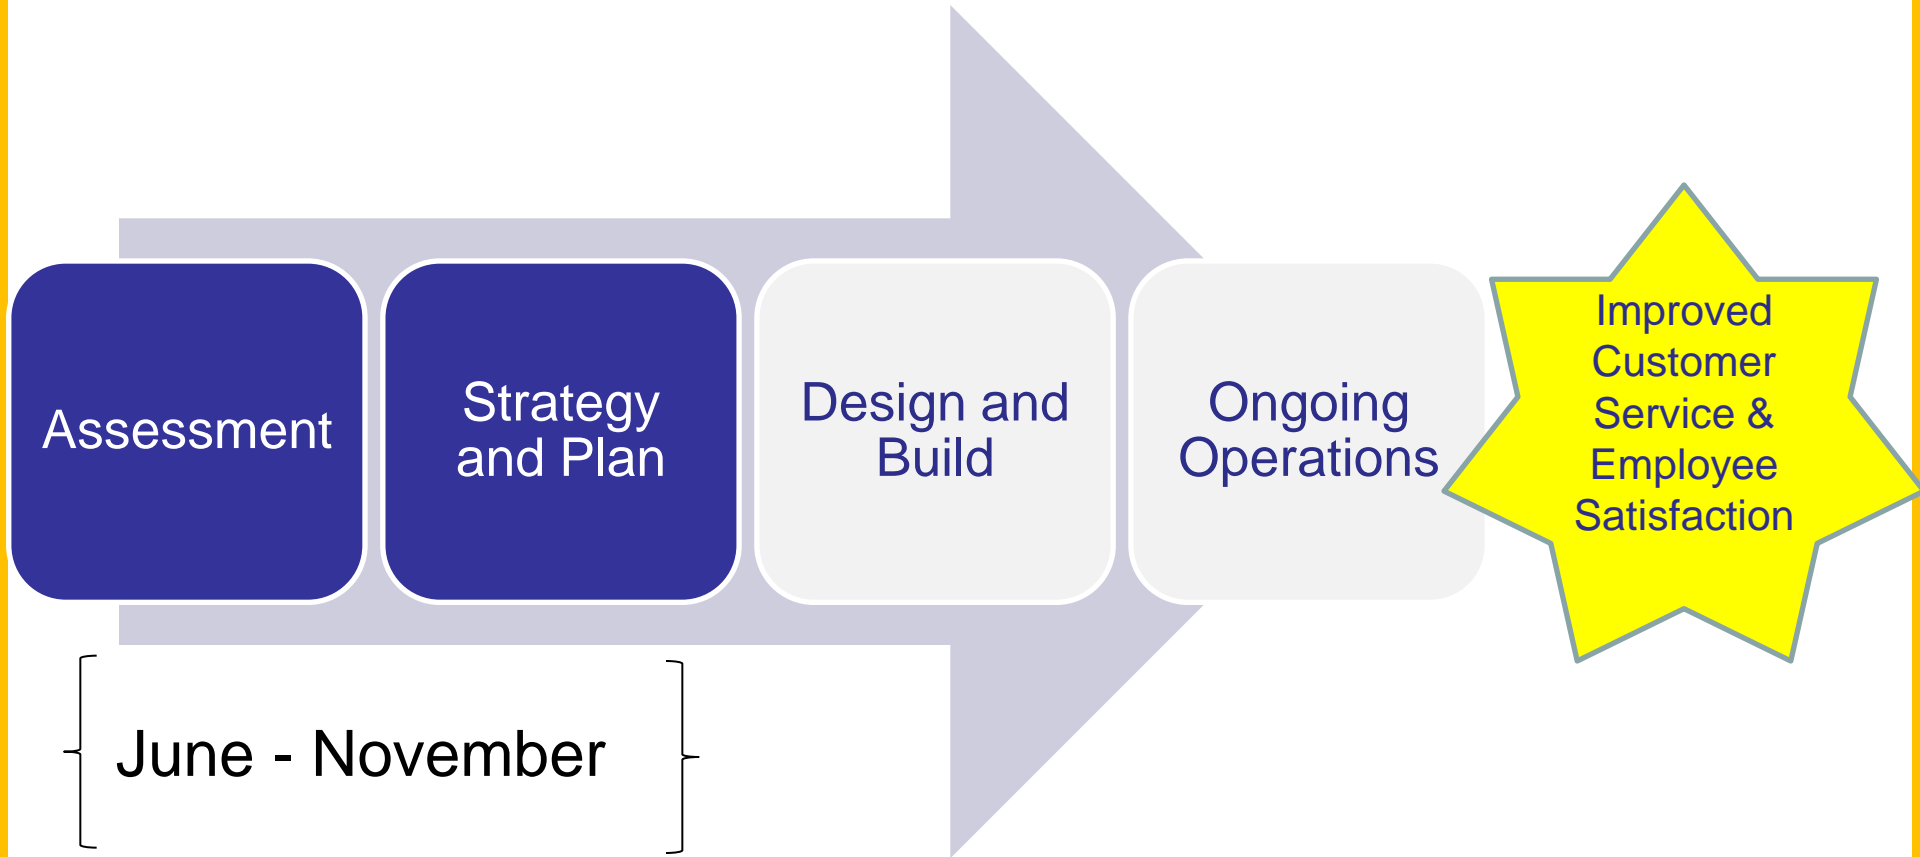 Assessment
Strategy
and Plan
Design and
Build
Ongoing
Operations
Improved
Customer
Service &
Employee
Satisfaction
June - November